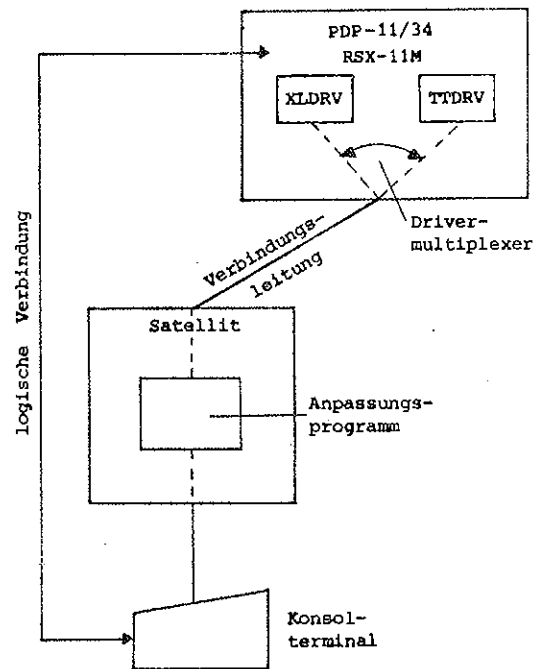 PDP-11/34
RSX-11M
XLDRV
TTDRV
Driver-
multiplexer
Verbindungs-
leitung
logische Verbindung
Satellit
Anpassungs-
programm
Konsol-
terminal